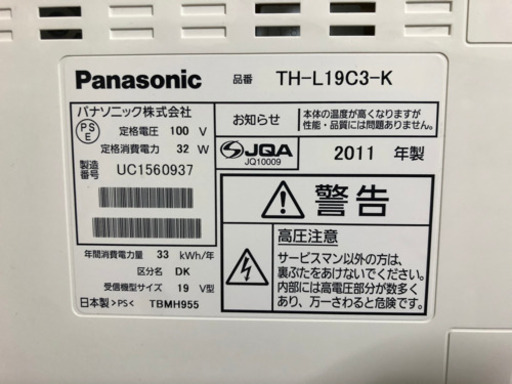 Panasonic 品番 TH-L19C3-K
パナソニック株式会社
PS
E
定格電圧 100 V
定格消費電力 32 W
製造
番号 UC1560937
年間消費電力量 33 kWh/年
区分名 DK
受信機型サイズ 19 V型
日本製 >PS< TBMH955
お知らせ
本体の温度が高くなりますが
性能・品質には問題ありません。
JQA
JQ10009
2011 年製
警告
高圧注意
サービスマン以外の方は、
裏ぶたをあけないでください。
内部には高電圧部分が数多く
あり、万一さわると危険です。